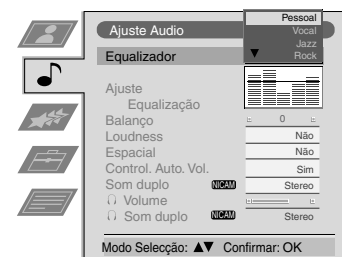 Ajuste Audio
Pessoal
Vocal
Jazz
Rock
Equalizador
Ajuste
Equalização
Balanço 0
Loudness Não
Espacial Não
Control. Auto. Vol. Sim
Som duplo NICAM Stereo
Volume
Som duplo NICAM Stereo
Modo Selecção: ▲▼ Confirmar: OK